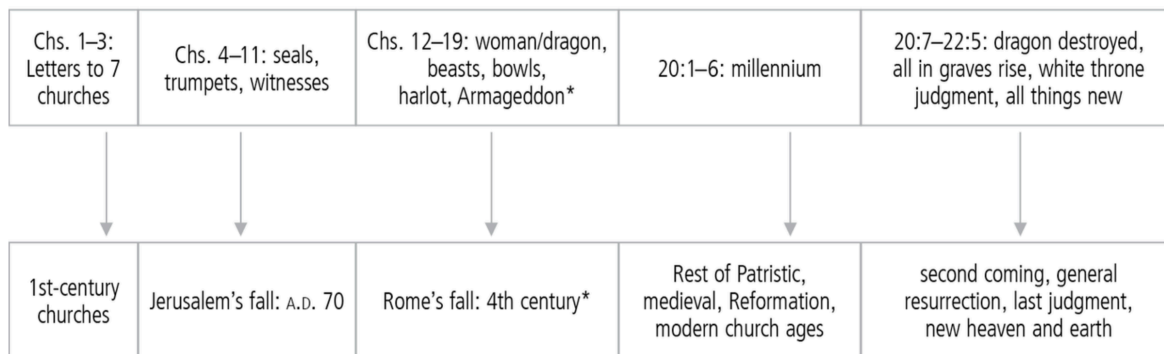 Chs. 1–3:
Letters to 7
churches
Chs. 4–11: seals,
trumpets, witnesses
Chs. 12–19: woman/dragon,
beasts, bowls,
harlot, Armageddon*
20:1–6: millennium
20:7–22:5: dragon destroyed,
all in graves rise, white throne
judgment, all things new
1st-century
churches
Jerusalem’s fall: A.D. 70
Rome’s fall: 4th century*
Rest of Patristic,
medieval, Reformation,
modern church ages
second coming, general
resurrection, last judgment,
new heaven and earth